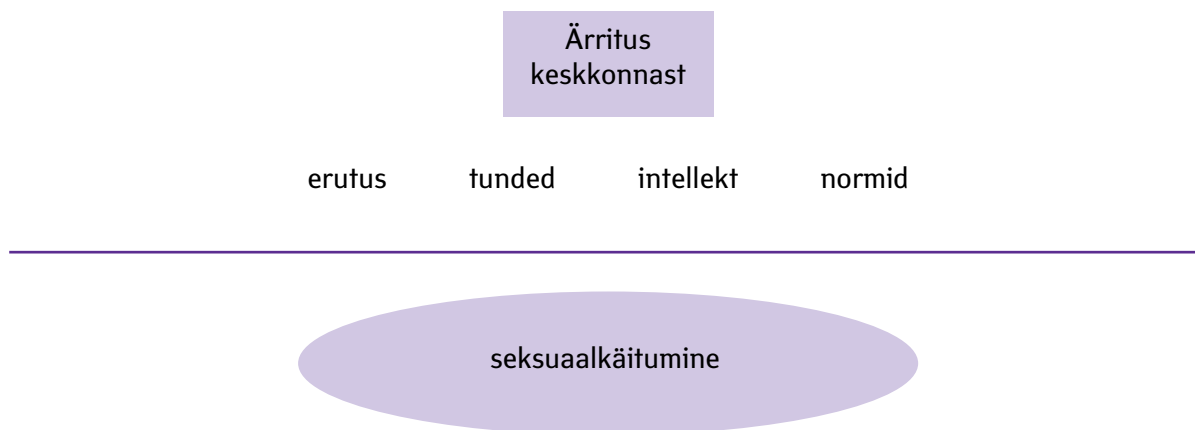 Ärritus
keskkonnast
erutus tunded intellekt normid
seksuaalkäitumine